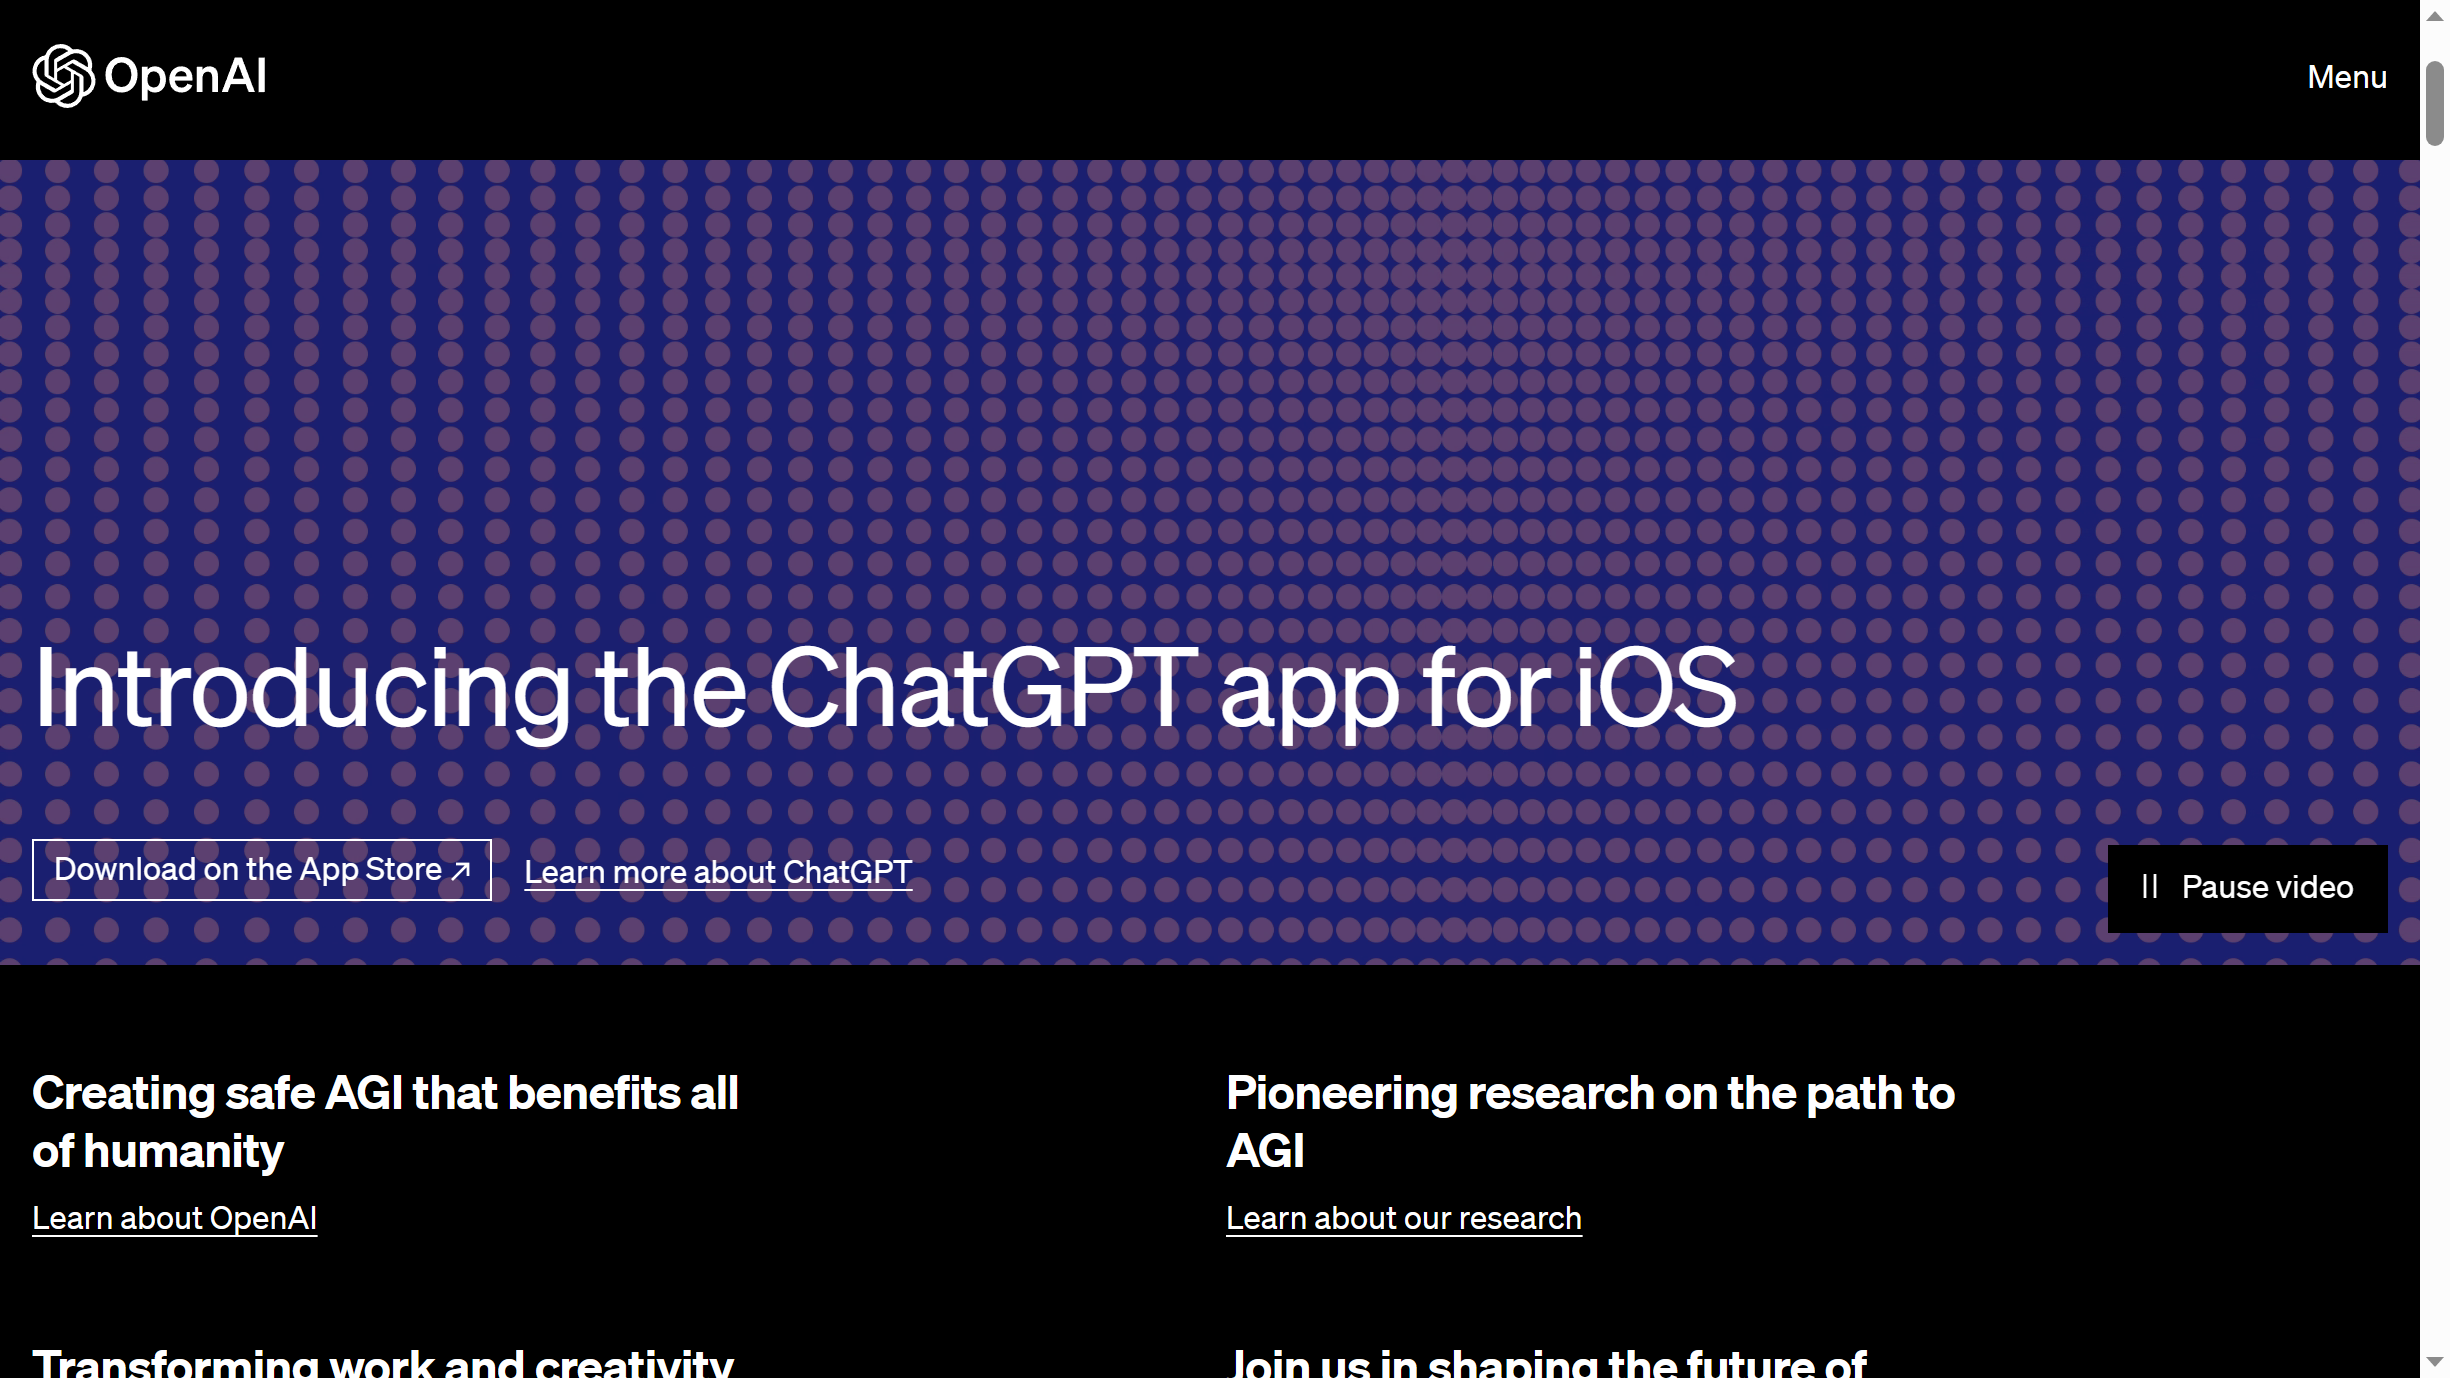 OpenAI
Menu
Introducing the ChatGPT app for iOS
Download on the App Store ↗
Learn more about ChatGPT
Pause video
Creating safe AGI that benefits all
of humanity
Learn about OpenAI
Pioneering research on the path to
AGI
Learn about our research
Transforming work and creativity
Join us in shaping the future of